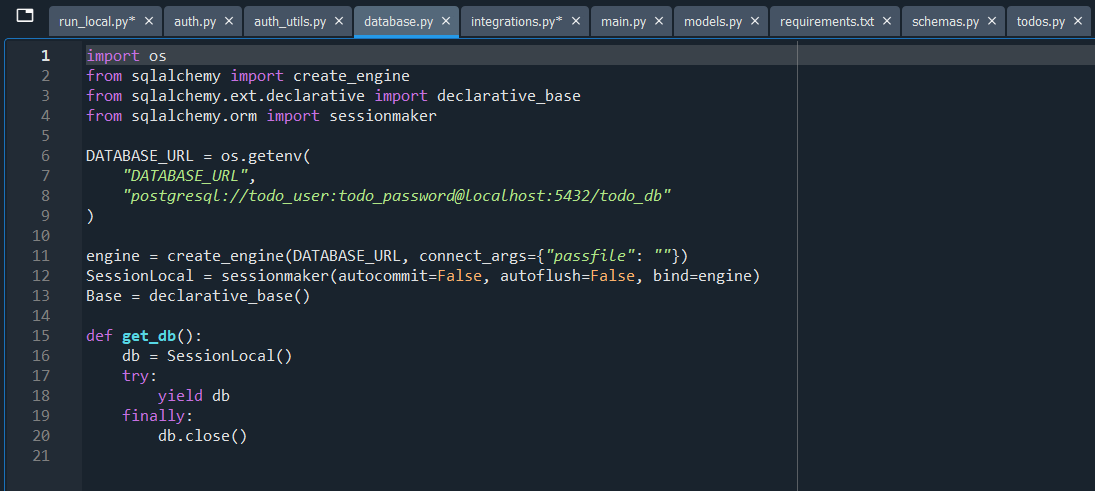 run_local.py* auth.py auth_utils.py database.py integrations.py* main.py models.py requirements.txt schemas.py todos.py
1 import os
2 from sqlalchemy import create_engine
3 from sqlalchemy.ext.declarative import declarative_base
4 from sqlalchemy.orm import sessionmaker
5
6 DATABASE_URL = os.getenv(
7     "DATABASE_URL",
8     "postgresql://todo_user:todo_password@localhost:5432/todo_db"
9 )
10
11 engine = create_engine(DATABASE_URL, connect_args={"passfile": ""})
12 SessionLocal = sessionmaker(autocommit=False, autoflush=False, bind=engine)
13 Base = declarative_base()
14
15 def get_db():
16     db = SessionLocal()
17     try:
18         yield db
19     finally:
20         db.close()
21